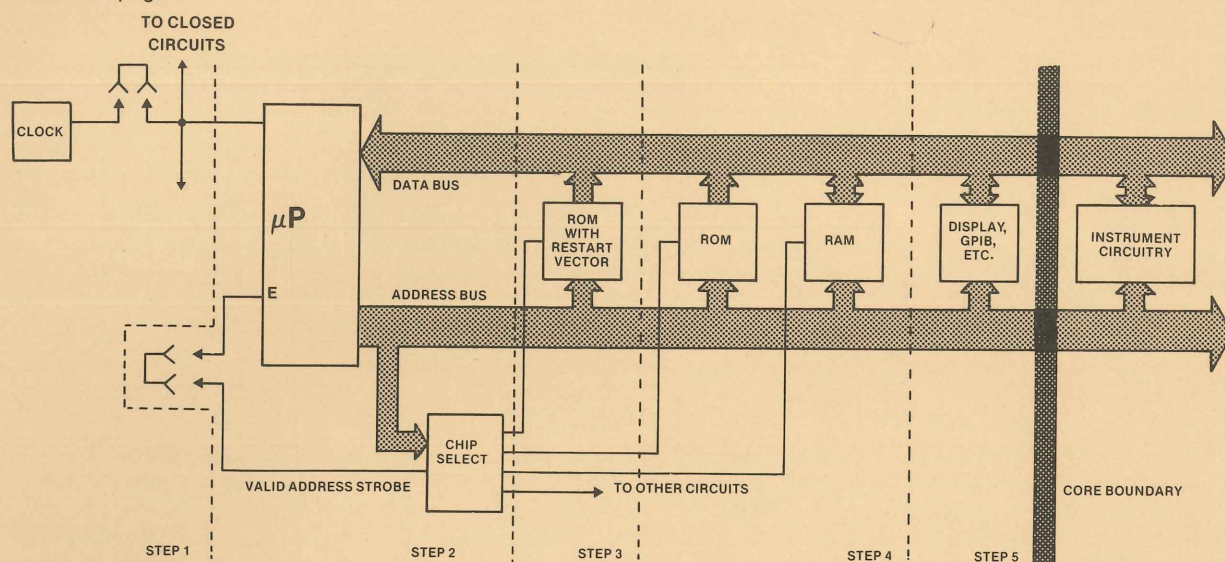 TO CLOSED
CIRCUITS
CLOCK
μP
E
DATA BUS
ROM
WITH
RESTART
VECTOR
ROM
RAM
DISPLAY,
GPIB,
ETC.
INSTRUMENT
CIRCUITRY
ADDRESS BUS
CHIP
SELECT
VALID ADDRESS STROBE
TO OTHER CIRCUITS
CORE BOUNDARY
STEP 1
STEP 2
STEP 3
STEP 4
STEP 5